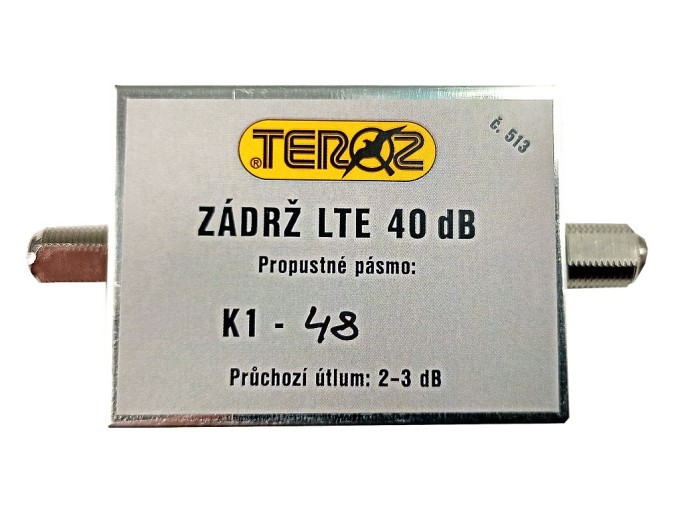 ® TEROZ
č. 513
ZÁDRŽ LTE 40 dB
Propustné pásmo:
K1 - 48
Průchozí útlum: 2-3 dB